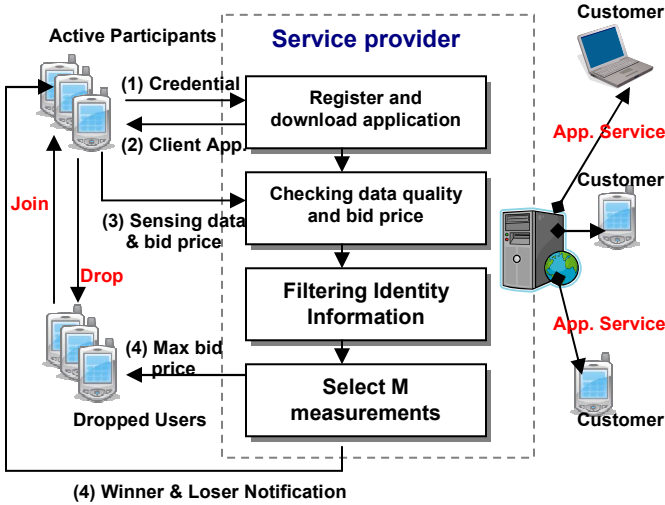 Customer
Active Participants
Service provider
(1) Credential
Register and
download application
(2) Client App.
App. Service
Customer
Join
Checking data quality
and bid price
(3) Sensing data
& bid price
Drop
Filtering Identity
Information
App. Service
(4) Max bid
price
Select M
measurements
Dropped Users
Customer
(4) Winner & Loser Notification